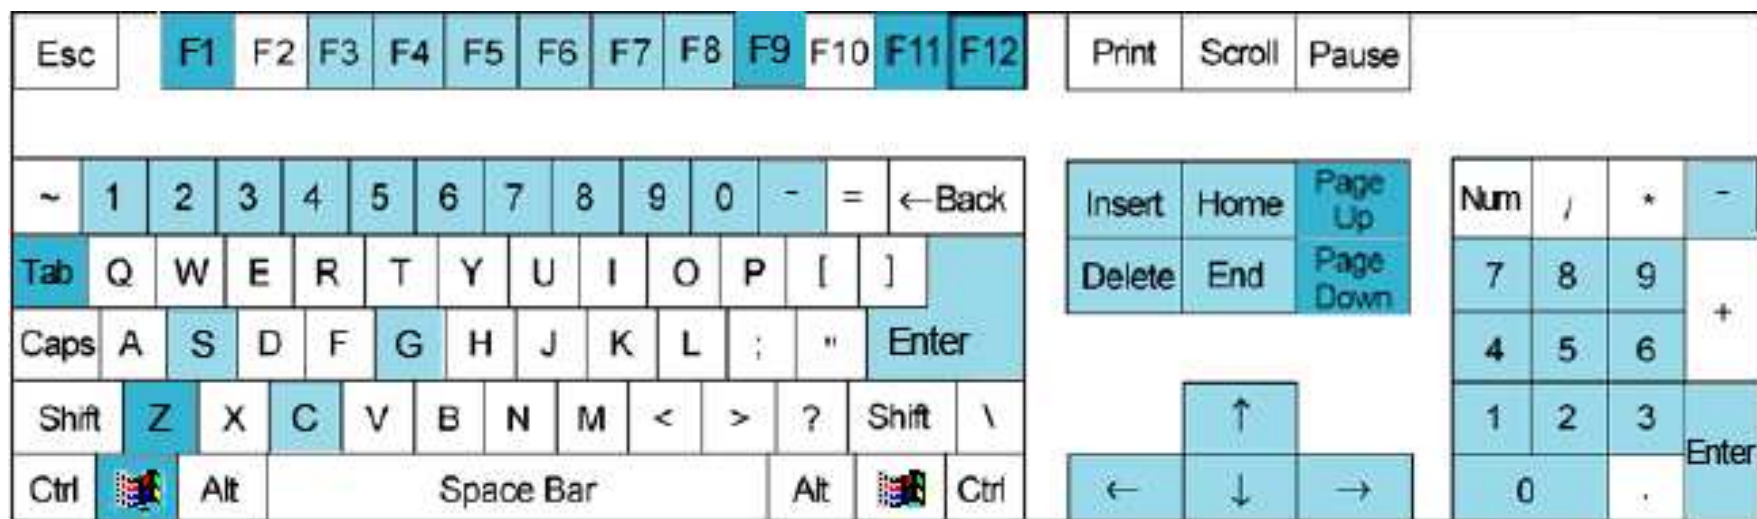 Esc F1 F2 F3 F4 F5 F6 F7 F8 F9 F10 F11 F12 Print Scroll Pause
~ 1 2 3 4 5 6 7 8 9 0 - = ←Back Insert Home Page Up Num / * -
Tab Q W E R T Y U I O P [ ] Delete End Page Down 7 8 9 +
Caps A S D F G H J K L ; " Enter 4 5 6
Shift Z X C V B N M < > ? Shift \ ↑ 1 2 3 Enter
Ctrl Alt Space Bar Alt Ctrl ← ↓ → 0 .